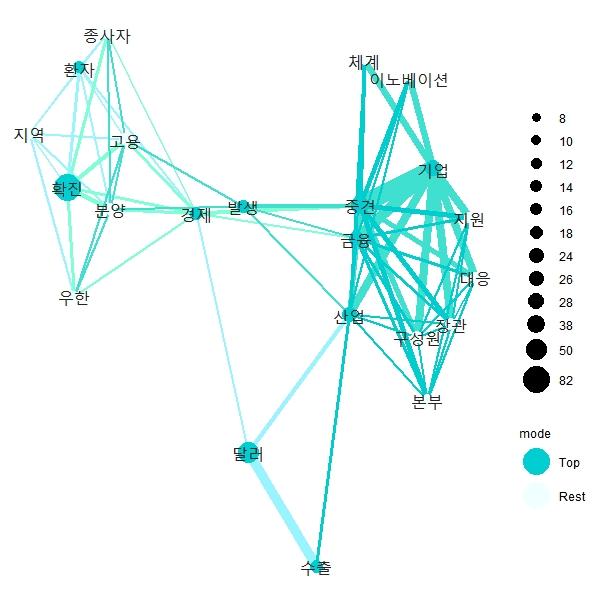 종사자
환자
지역
고용
확진
분양
경제
발생
우한
체계
이노베이션
기업
중견
지원
금융
대응
산업
창관
구성원
본부
달러
수출
8
10
12
14
16
18
24
26
28
38
50
82
mode
Top
Rest